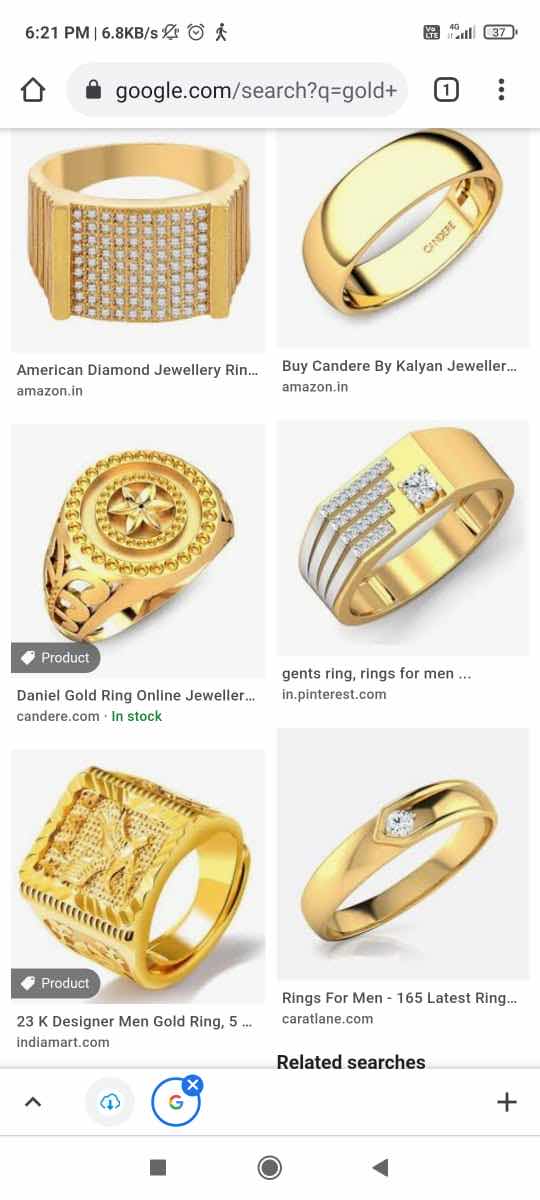 6:21 PM | 6.8KB/s
Vo LTE 4G 37
google.com/search?q=gold+
1
CANDERE
American Diamond Jewellery Rin...
amazon.in
Buy Candere By Kalyan Jeweller...
amazon.in
Product
Daniel Gold Ring Online Jeweller...
candere.com · In stock
gents ring, rings for men ...
in.pinterest.com
Product
23 K Designer Men Gold Ring, 5 ...
indiamart.com
Rings For Men - 165 Latest Ring...
caratlane.com
Related searches
G